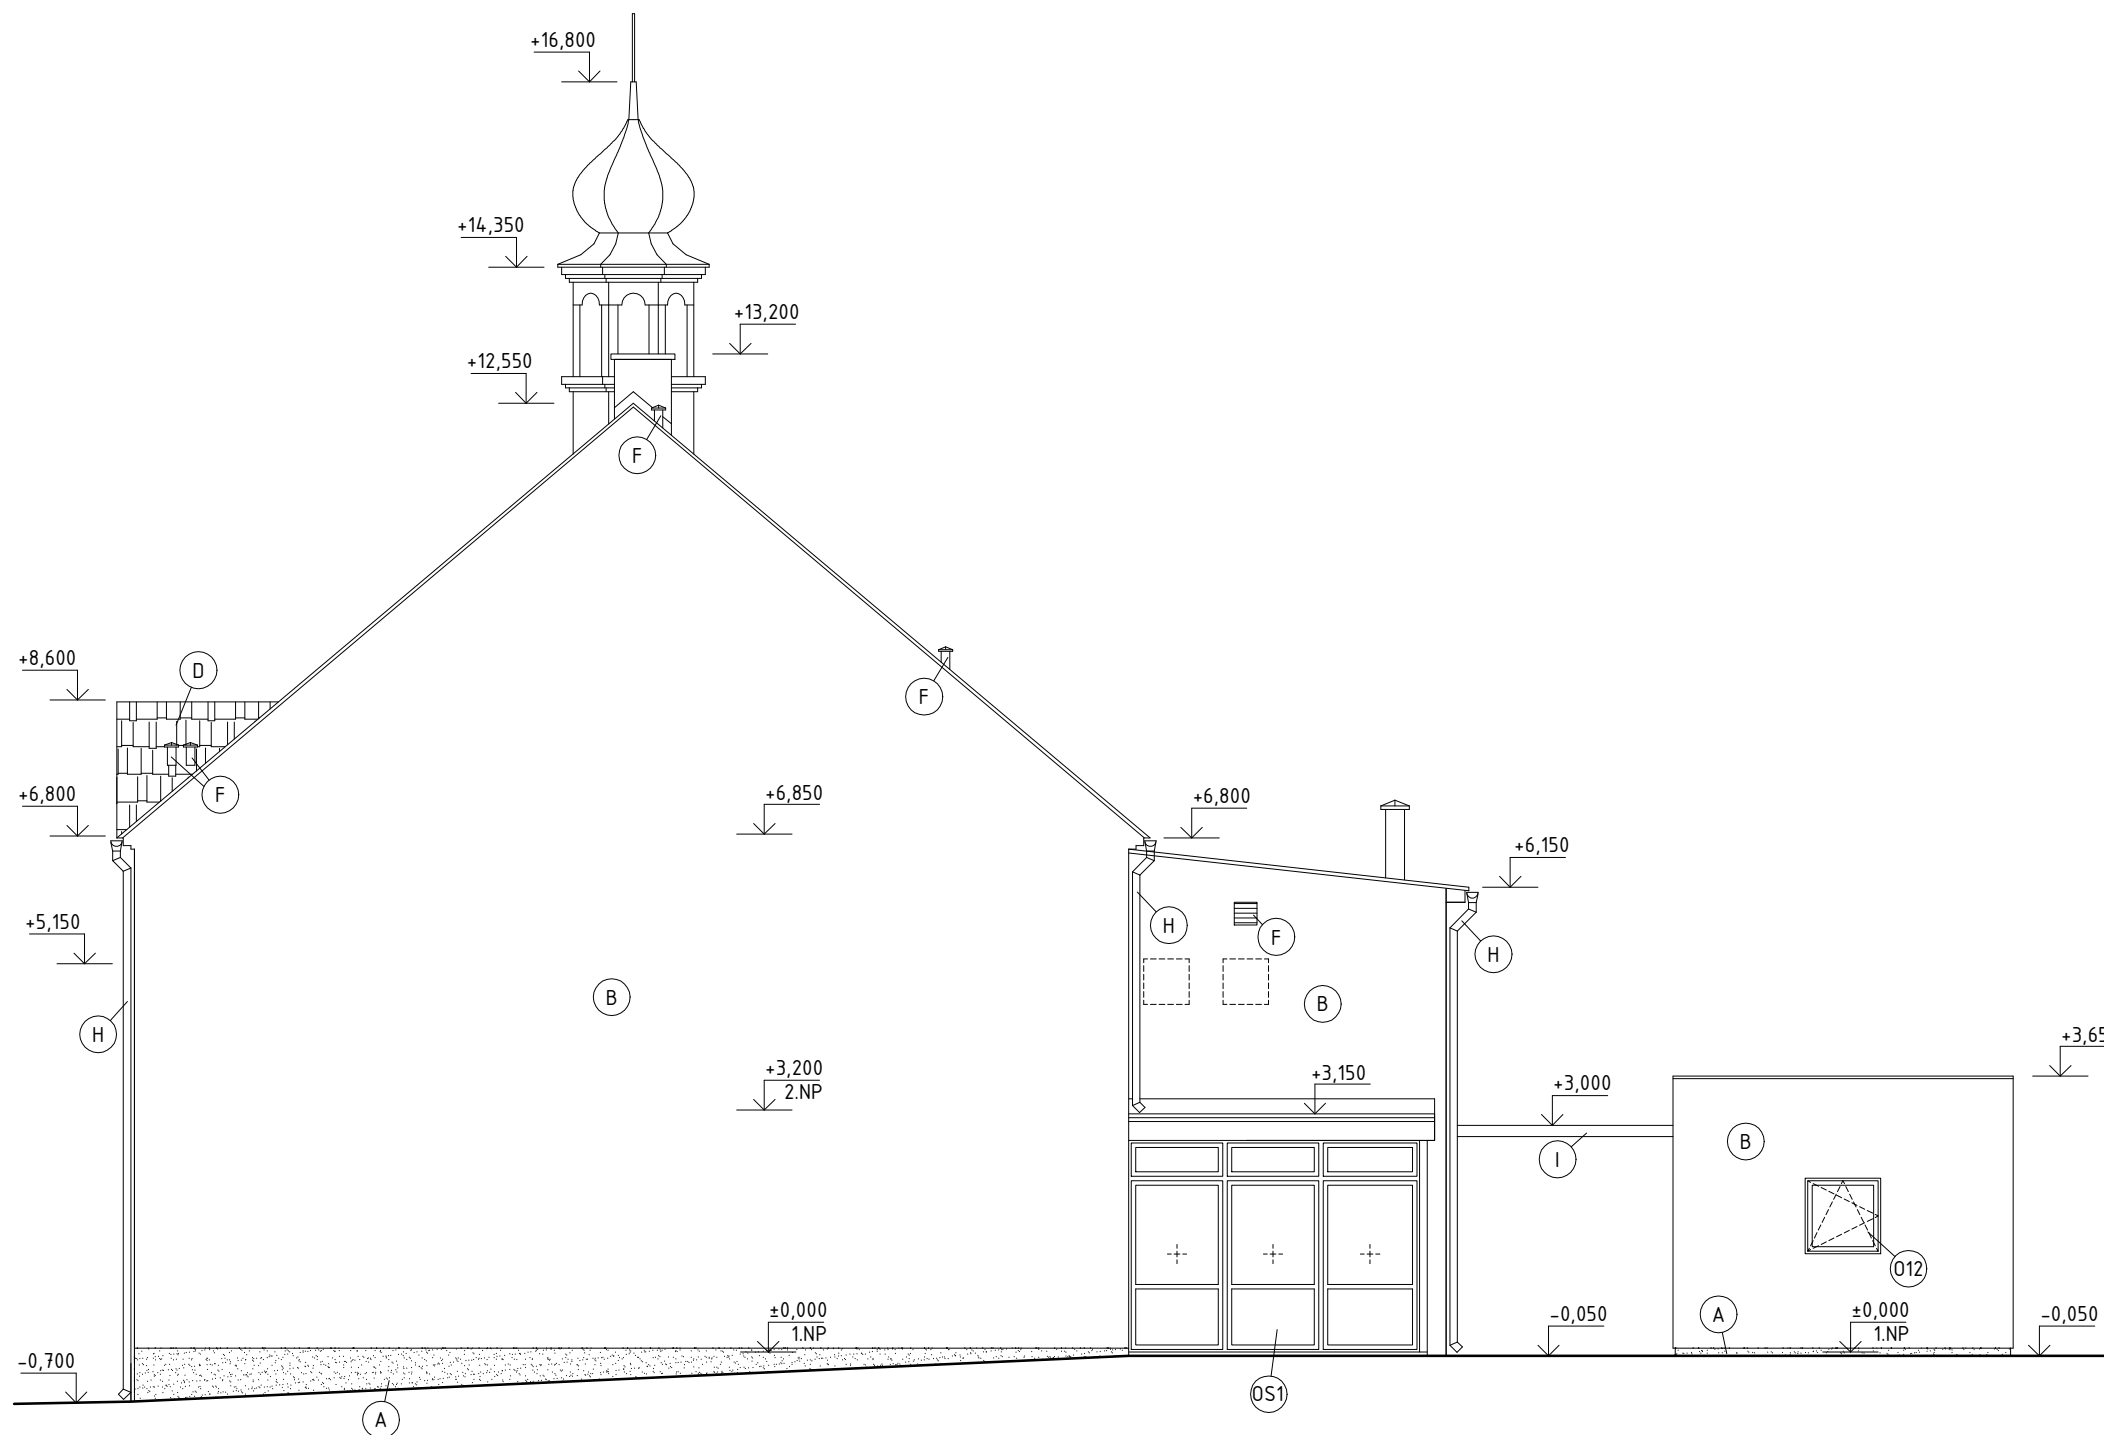 +16,800
+14,350
+13,200
+12,550
F
D
+8,600
F
F
+6,800
+6,850
+6,800
+6,150
H
F
H
+5,150
B
B
H
+3,200
2.NP
+3,150
+3,000
+3,65
B
I
O12
±0,000
1.NP
-0,050
A
±0,000
1.NP
-0,050
-0,700
A
OS1